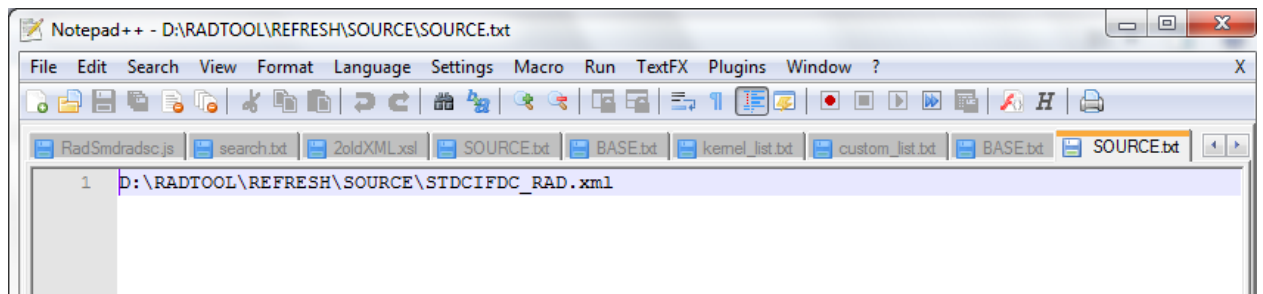 Notepad++ - D:\RADTOOL\REFRESH\SOURCE\SOURCE.txt
File Edit Search View Format Language Settings Macro Run TextFX Plugins Window ? X
RadSmdradsc.js search.txt 2oldXML.xsl SOURCE.txt BASE.txt kernel_list.txt custom_list.txt BASE.txt SOURCE.txt
1 D:\RADTOOL\REFRESH\SOURCE\STDCIFDC_RAD.xml